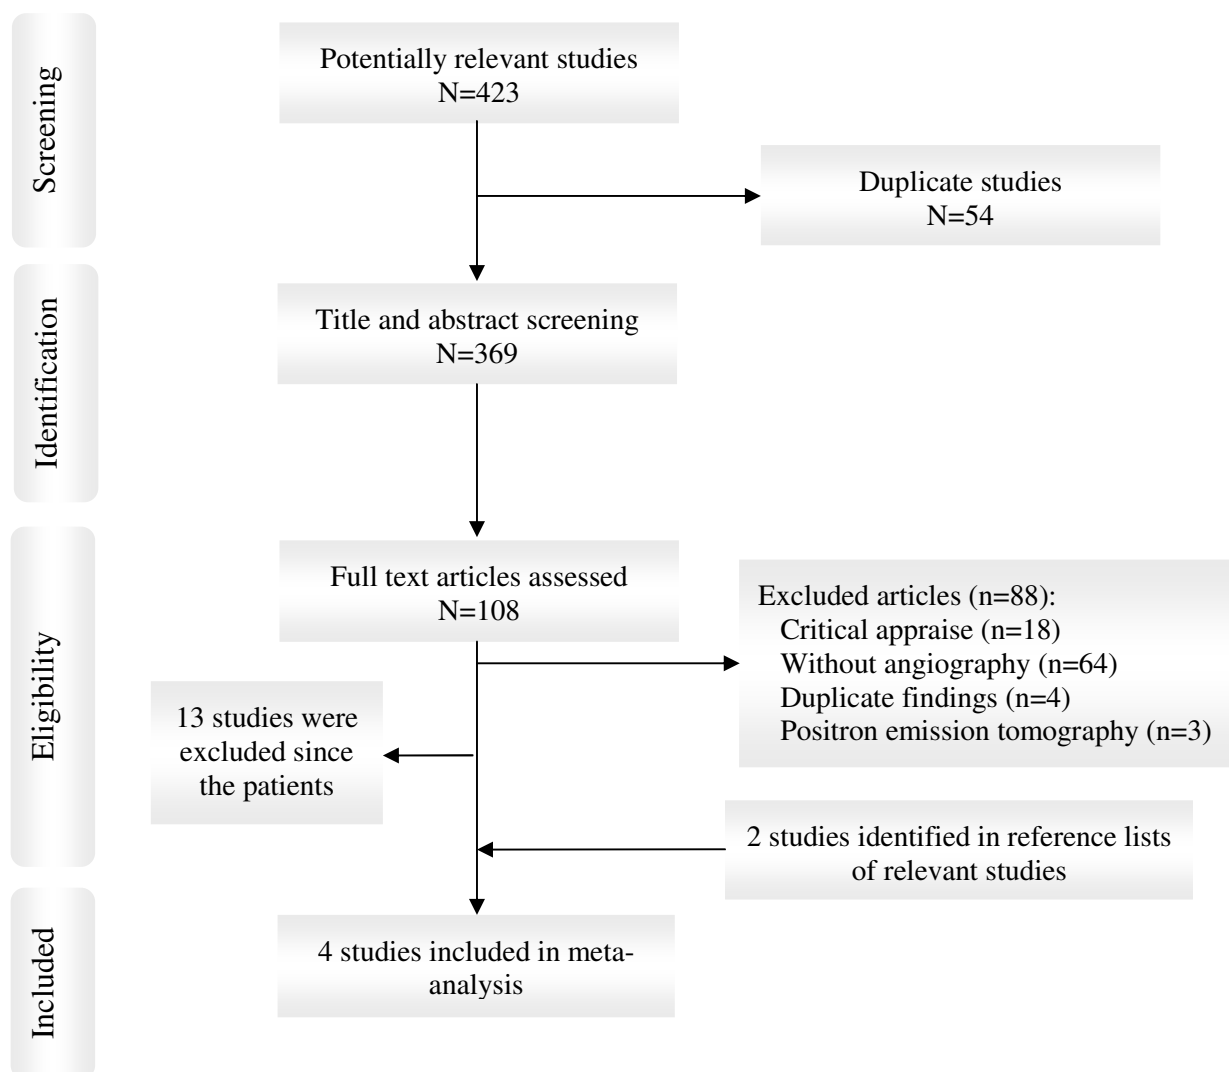 Screening
Potentially relevant studies
N=423
Duplicate studies
N=54
Identification
Title and abstract screening
N=369
Eligibility
Full text articles assessed
N=108
Excluded articles (n=88):
Critical appraise (n=18)
Without angiography (n=64)
Duplicate findings (n=4)
Positron emission tomography (n=3)
13 studies were
excluded since
the patients
2 studies identified in reference lists
of relevant studies
Included
4 studies included in meta-
analysis